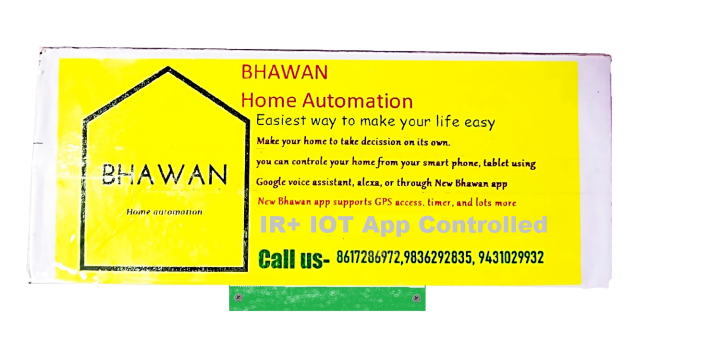 BHAWAN
Home automation
BHAWAN
Home Automation
Easiest way to make your life easy
Make your home to take decission on its own.
you can controle your home from your smart phone, tablet using
Google voice assistant, alexa, or through New Bhawan app
New Bhawan app supports GPS access, timer, and lots more
IR+ IOT App Controlled
Call us- 8617286972,9836292835, 9431029932